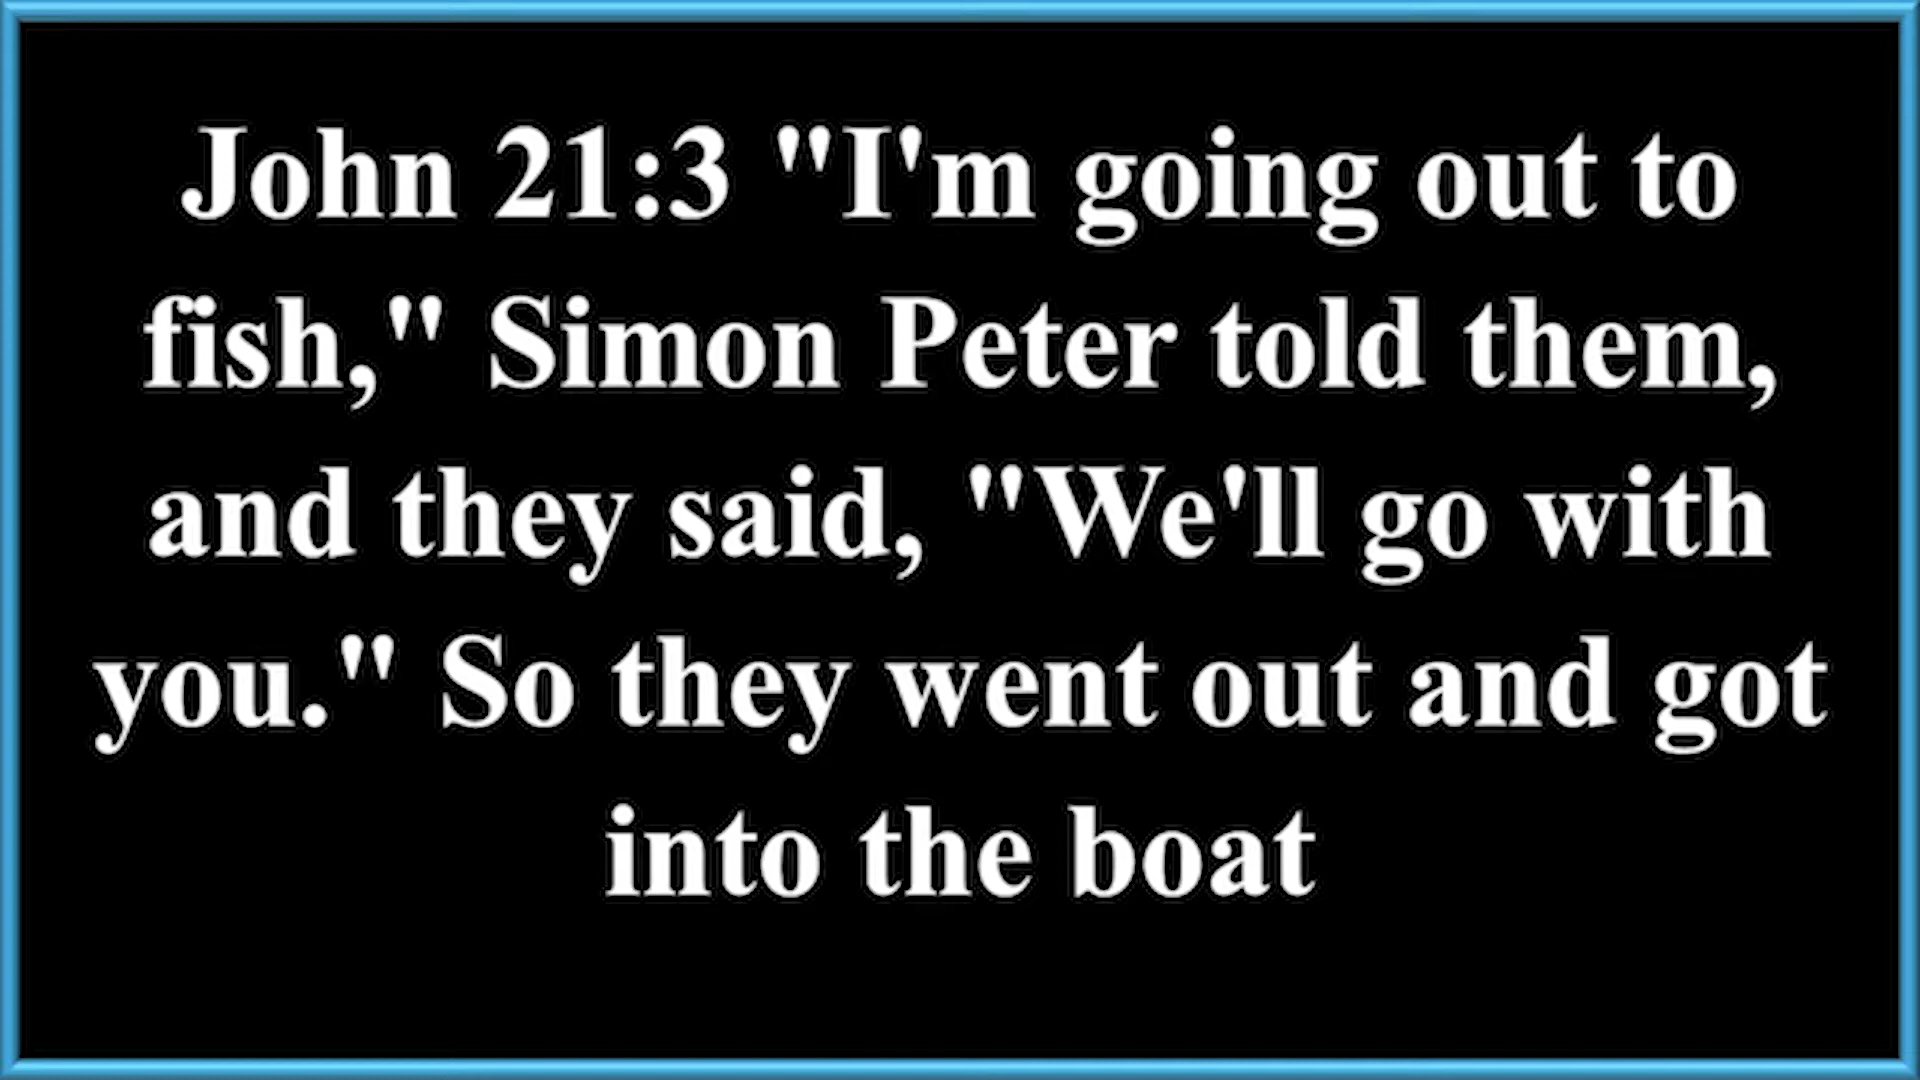 John 21:3 "I'm going out to
fish," Simon Peter told them,
and they said, "We'll go with
you." So they went out and got
into the boat